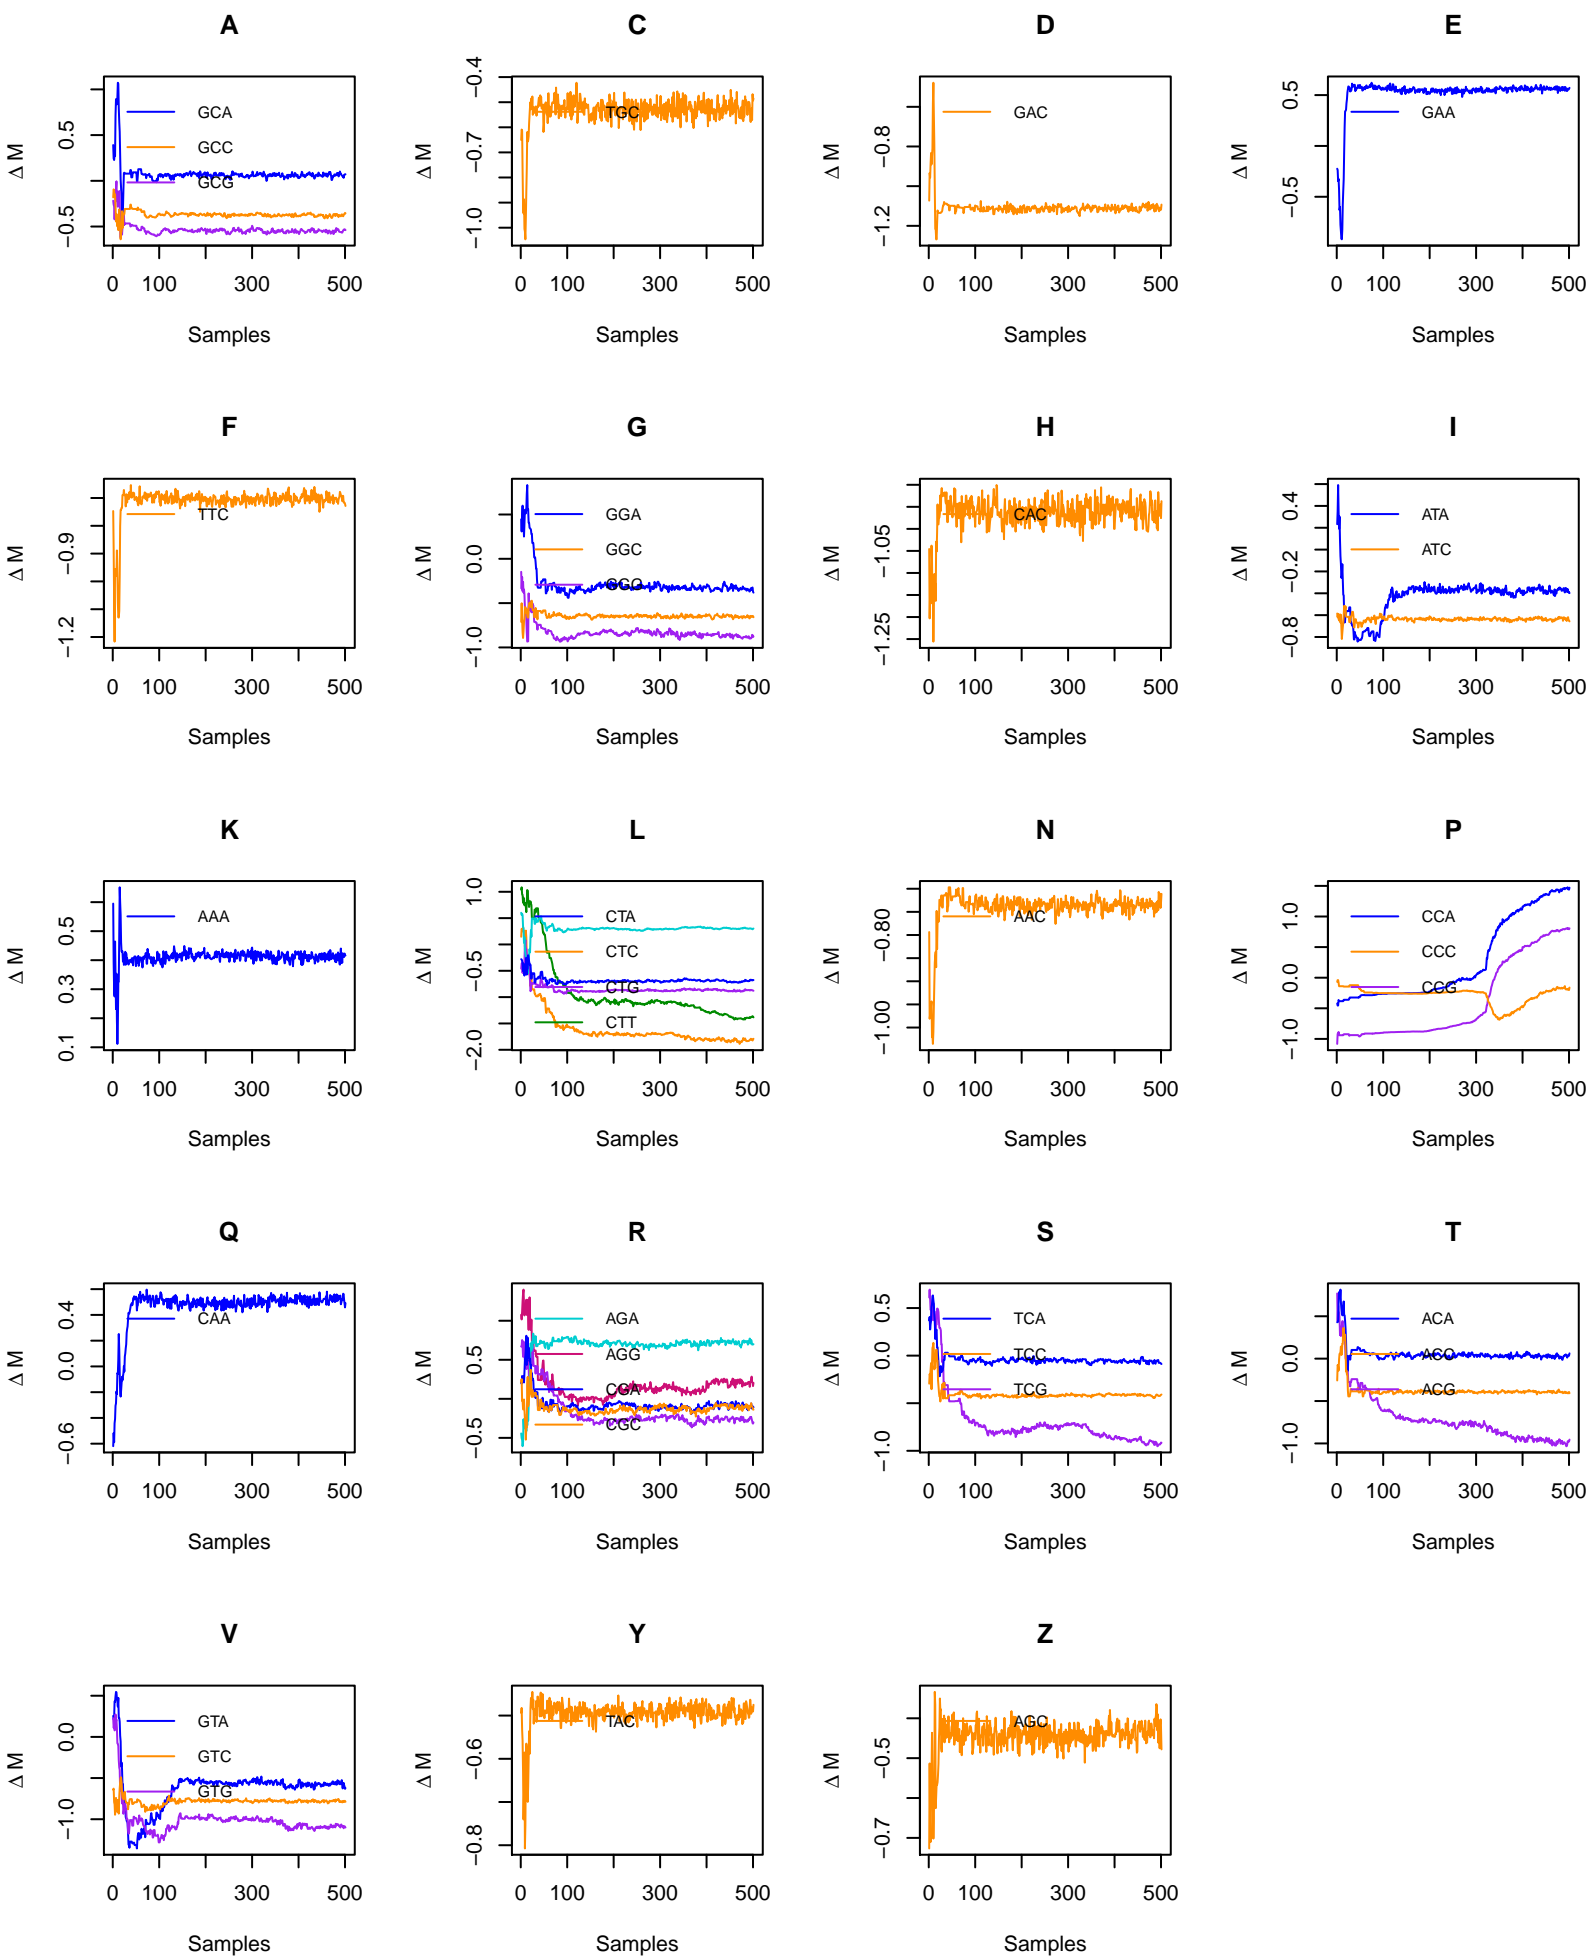 A
ΔM
0.5
−0.5
GCA
GCC
GCG
0 100 300 500
Samples
C
ΔM
−0.4
−0.7
−1.0
TGC
0 100 300 500
Samples
D
ΔM
−0.8
−1.2
GAC
0 100 300 500
Samples
E
ΔM
0.5
−0.5
GAA
0 100 300 500
Samples
F
ΔM
−0.9
−1.2
TTC
0 100 300 500
Samples
G
ΔM
0.0
−1.0
GGA
GGC
GGG
0 100 300 500
Samples
H
ΔM
−1.05
−1.25
CAC
0 100 300 500
Samples
I
ΔM
0.4
−0.2
−0.8
ATA
ATC
0 100 300 500
Samples
K
ΔM
0.5
0.3
0.1
AAA
0 100 300 500
Samples
L
ΔM
1.0
−0.5
−2.0
CTA
CTC
CTG
CTT
0 100 300 500
Samples
N
ΔM
−0.80
−1.00
AAC
0 100 300 500
Samples
P
ΔM
1.0
0.0
−1.0
CCA
CCC
CCG
0 100 300 500
Samples
Q
ΔM
0.4
0.0
−0.6
CAA
0 100 300 500
Samples
R
ΔM
0.5
−0.5
AGA
AGG
CGA
CGC
0 100 300 500
Samples
S
ΔM
0.5
0.0
−1.0
TCA
TCC
TCG
0 100 300 500
Samples
T
ΔM
0.0
−1.0
ACA
ACC
ACG
0 100 300 500
Samples
V
ΔM
0.0
−1.0
GTA
GTC
GTG
0 100 300 500
Samples
Y
ΔM
−0.6
−0.8
TAC
0 100 300 500
Samples
Z
ΔM
−0.5
−0.7
AGC
0 100 300 500
Samples